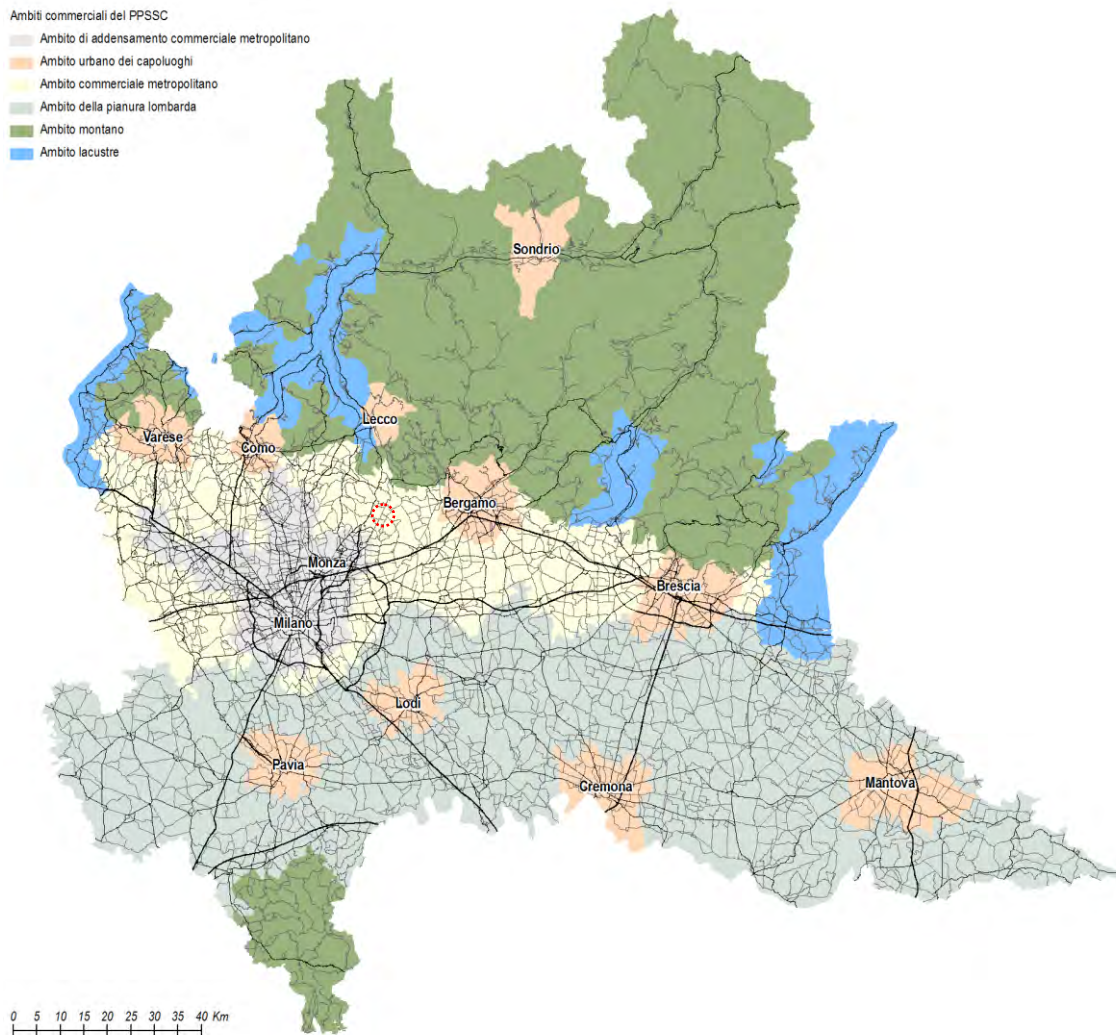 Ambiti commerciali del PPSSC
Ambito di addensamento commerciale metropolitano
Ambito urbano dei capoluoghi
Ambito commerciale metropolitano
Ambito della pianura lombarda
Ambito montano
Ambito lacustre
Sondrio
Lecco
Varese
Como
Bergamo
Monza
Brescia
Milano
Lodi
Pavia
Cremona
Mantova
0 5 10 15 20 25 30 35 40 Km